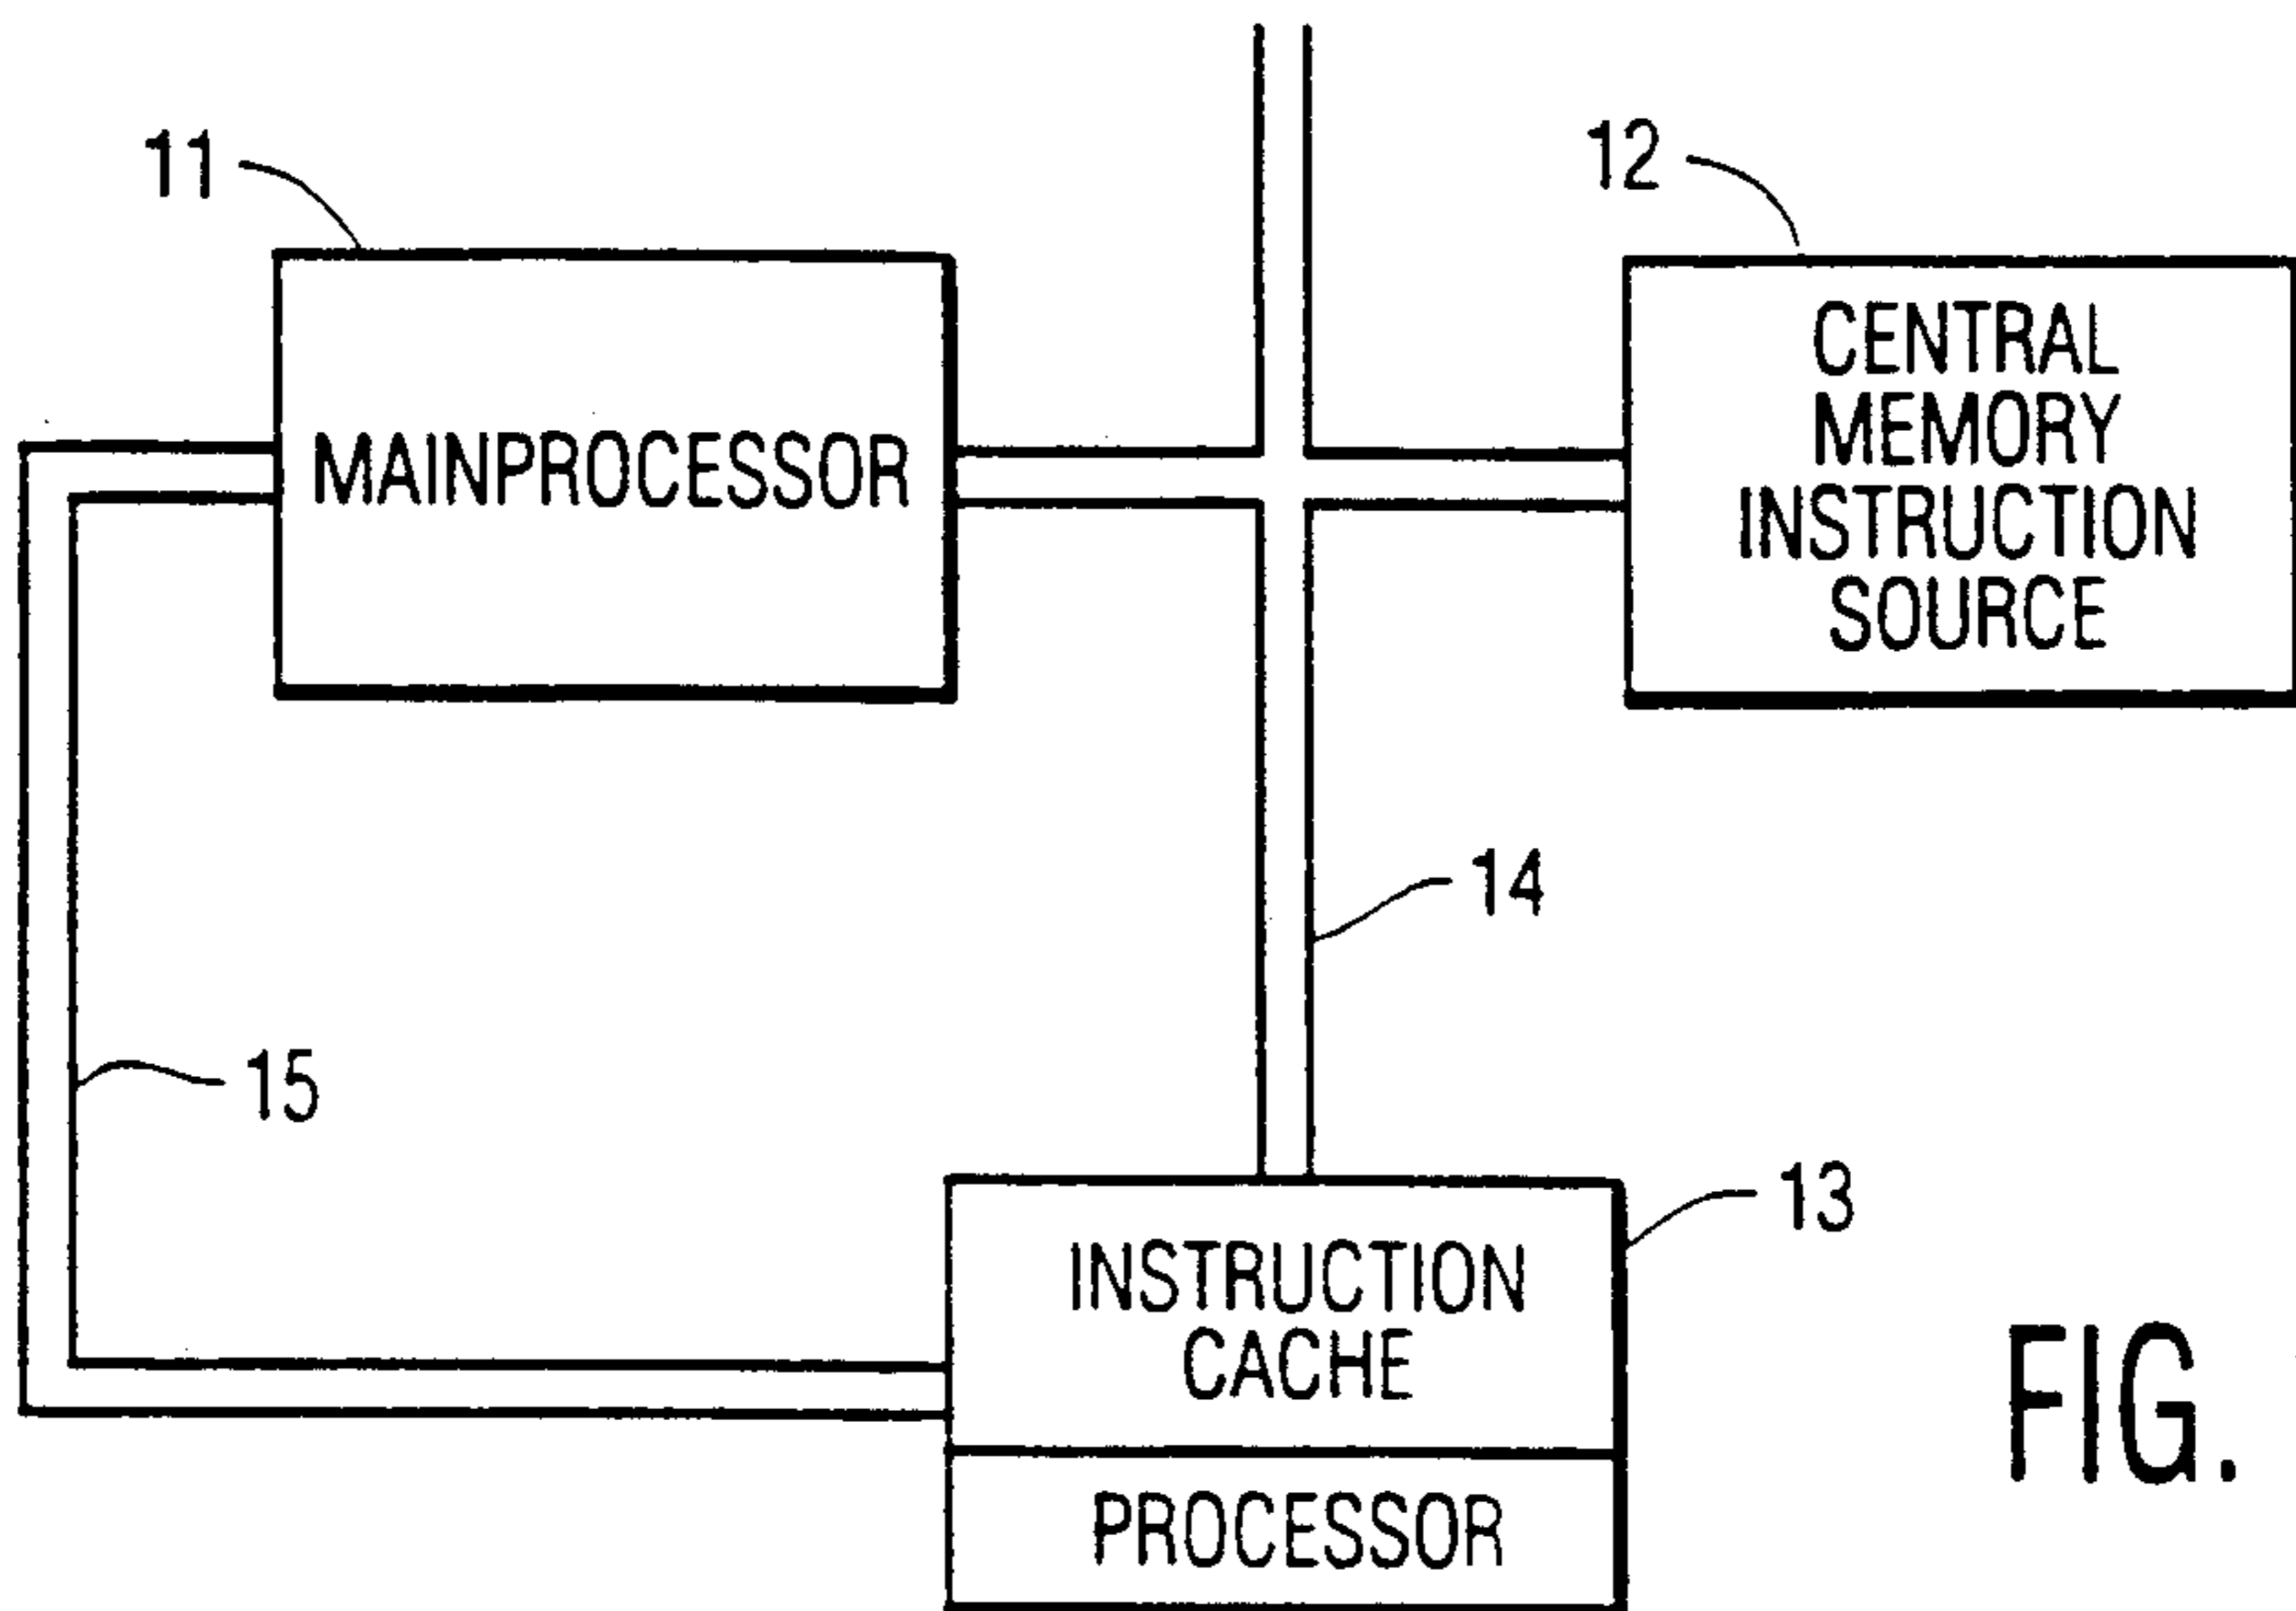 11
12
MAINPROCESSOR
CENTRAL
MEMORY
INSTRUCTION
SOURCE
14
15
13
INSTRUCTION
CACHE
PROCESSOR
FIG.